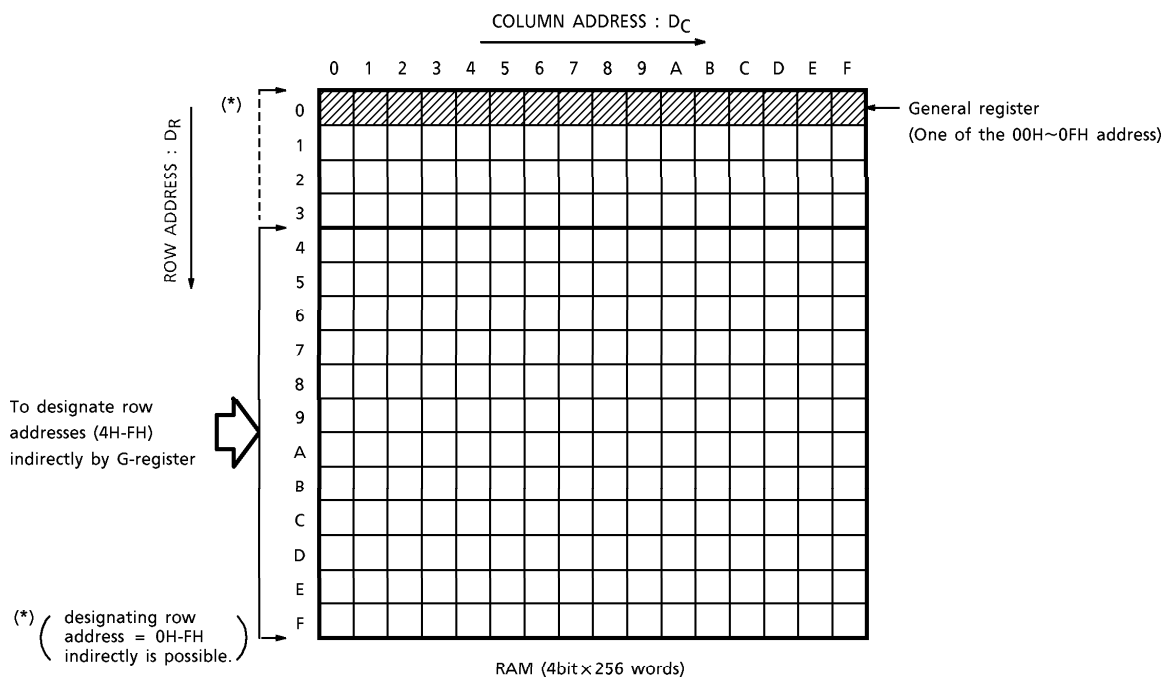 COLUMN ADDRESS : DC
0 1 2 3 4 5 6 7 8 9 A B C D E F
(*)
ROW ADDRESS : DR
0
1
2
3
4
5
6
7
8
9
A
B
C
D
E
F
General register
(One of the 00H~0FH address)
To designate row
addresses (4H-FH)
indirectly by G-register
(*) ( designating row
address = 0H-FH
indirectly is possible. )
RAM (4bit×256 words)